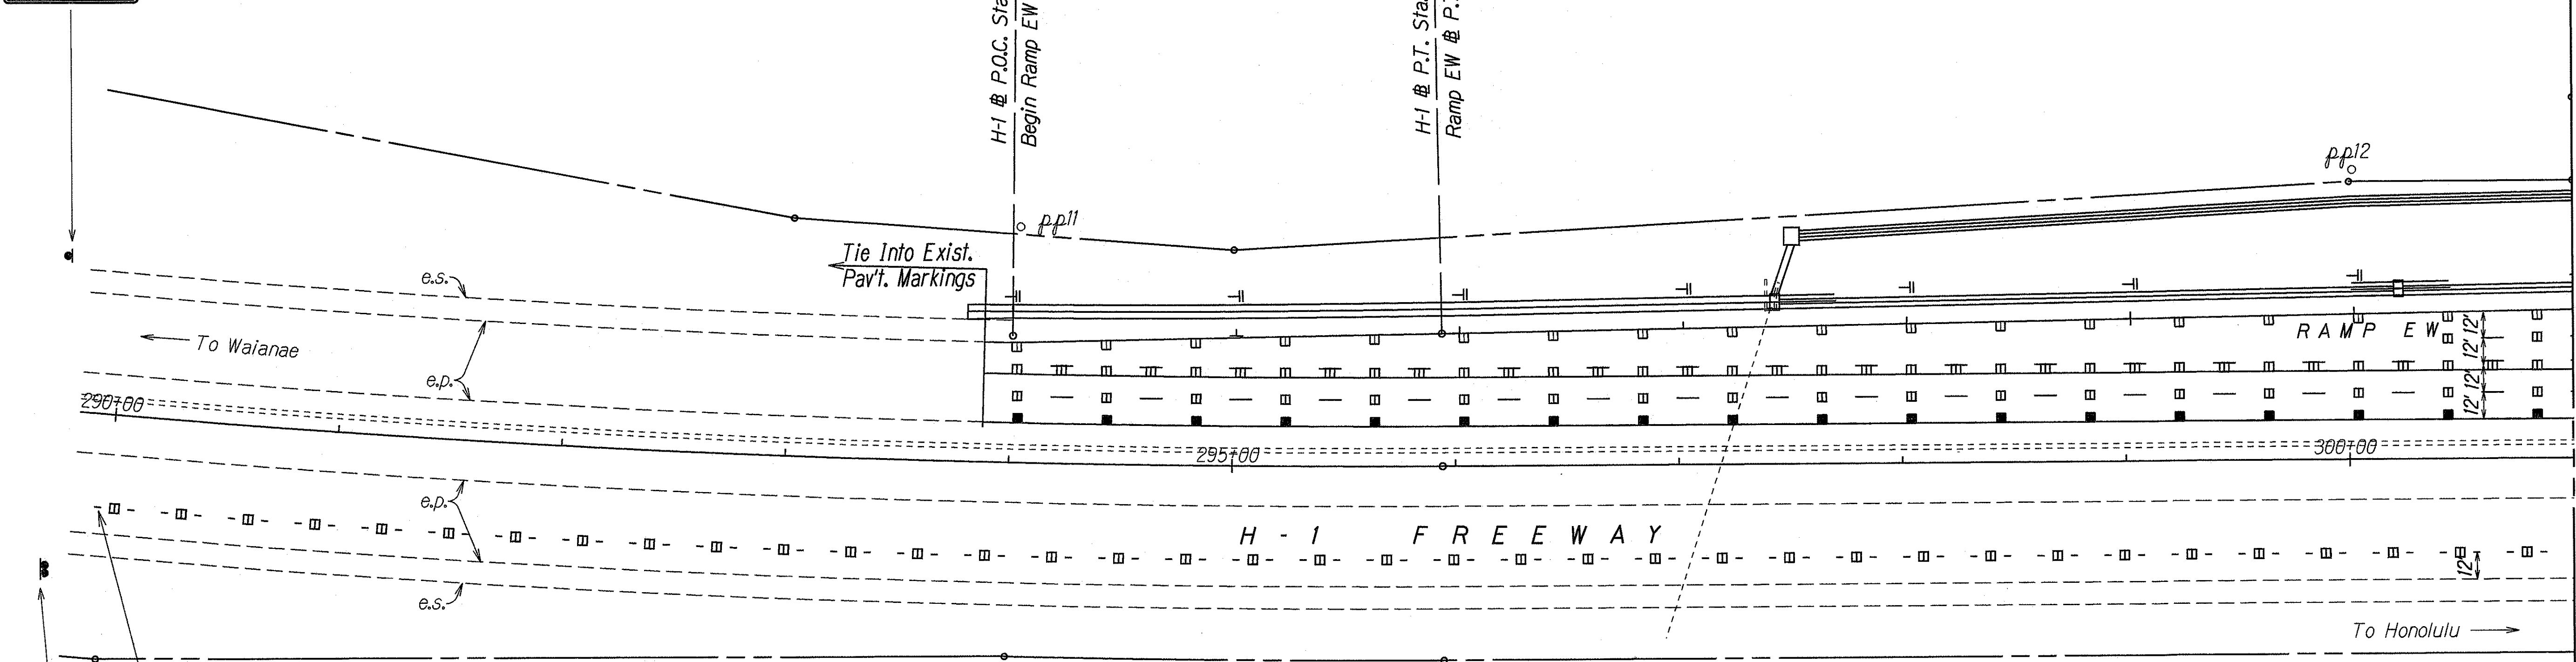 H-1 ⅊ P.O.C. Sta
Begin Ramp EW
H-1 ⅊ P.T. Sta.
Ramp EW ⅊ P.T.
pp12
pp11
Tie Into Exist.
Pav't. Markings
e.s.
To Waianae
e.p.
RAMP EW
12' 12' 12' 12'
290+00
295+00
300+00
e.p.
H-1 FREEWAY
12'
e.s.
To Honolulu